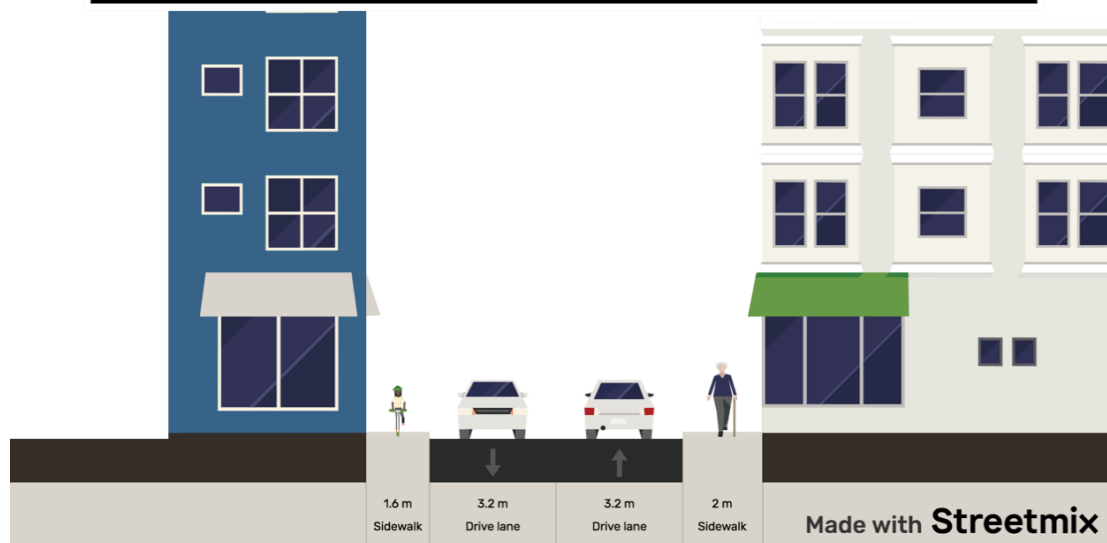 1.6 m
Sidewalk
3.2 m
Drive lane
3.2 m
Drive lane
2 m
Sidewalk
Made with Streetmix